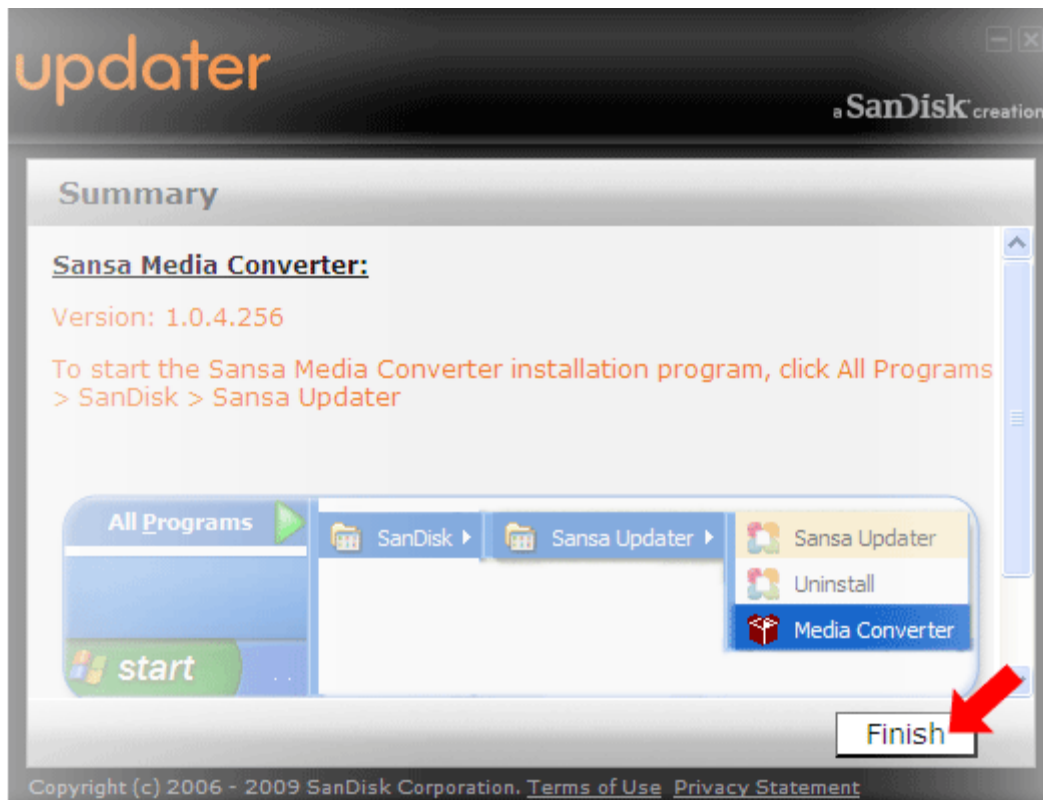 updater
a SanDisk creation
Summary
Sansa Media Converter:
Version: 1.0.4.256
To start the Sansa Media Converter installation program, click All Programs
> SanDisk > Sansa Updater
All Programs
SanDisk
Sansa Updater
Sansa Updater
Uninstall
Media Converter
start
Finish
Copyright (c) 2006 - 2009 SanDisk Corporation. Terms of Use Privacy Statement